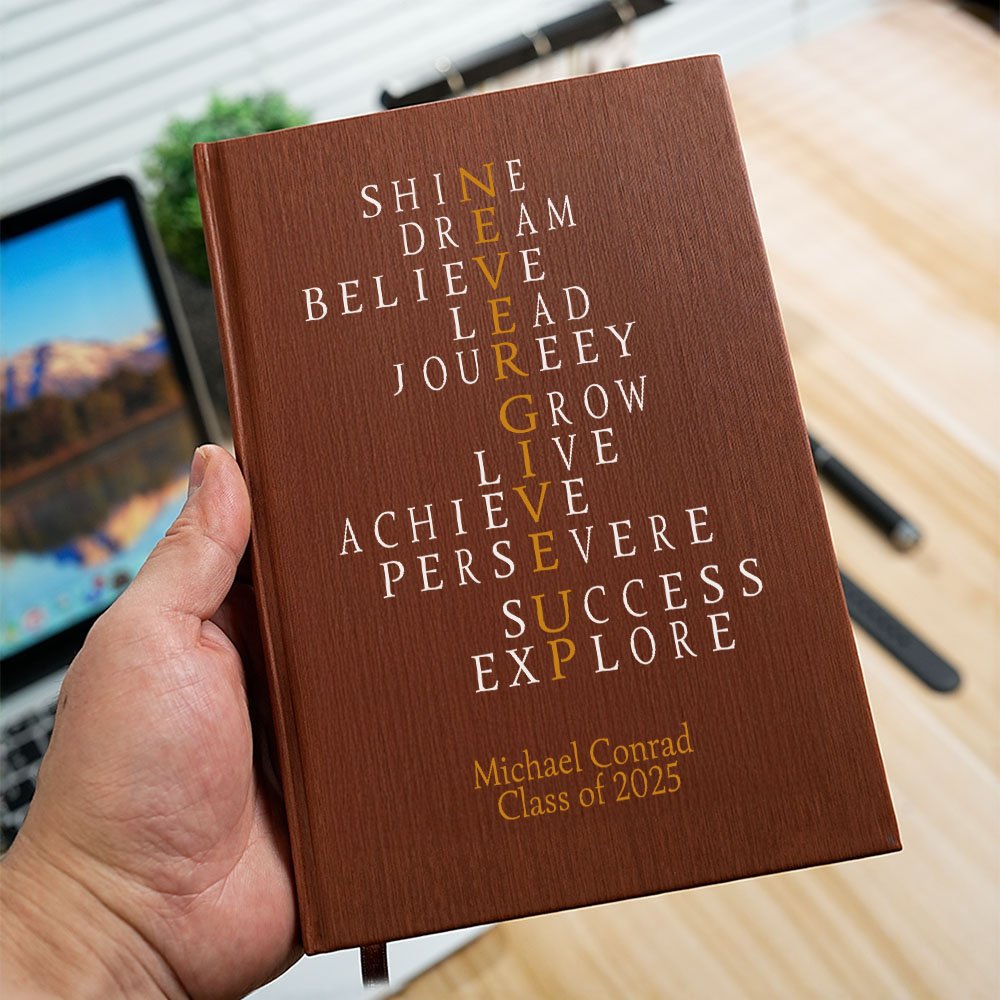 SHINE
DREAM
BELIEVE
LEAD
JOUREEY
GROW
LIVE
ACHIEVE
PERSEVERE
SUCCESS
EXPLORE
Michael Conrad
Class of 2025